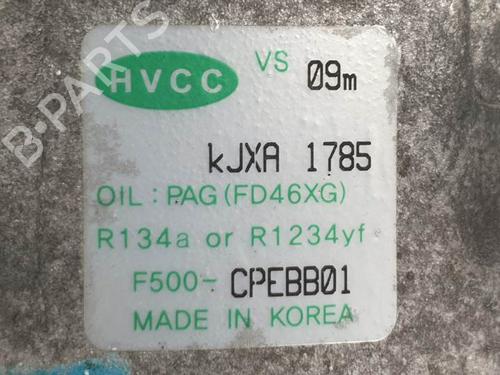 B-PARTS
HVCC VS 09m
kJXA 1785
OIL : PAG (FD46XG)
R134a or R1234yf
F500- CPEBB01
MADE IN KOREA